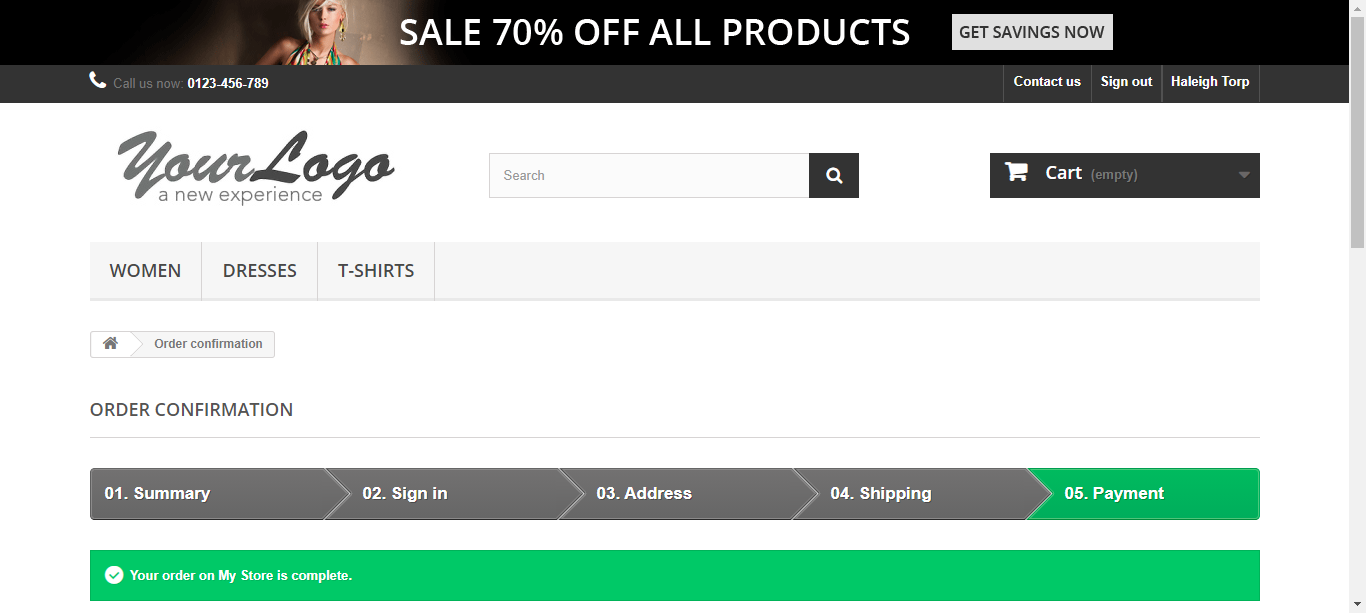 SALE 70% OFF ALL PRODUCTS GET SAVINGS NOW
Call us now: 0123-456-789 Contact us Sign out Haleigh Torp
YourLogo
a new experience
Search
Cart (empty)
WOMEN DRESSES T-SHIRTS
Order confirmation
ORDER CONFIRMATION
01. Summary 02. Sign in 03. Address 04. Shipping 05. Payment
Your order on My Store is complete.